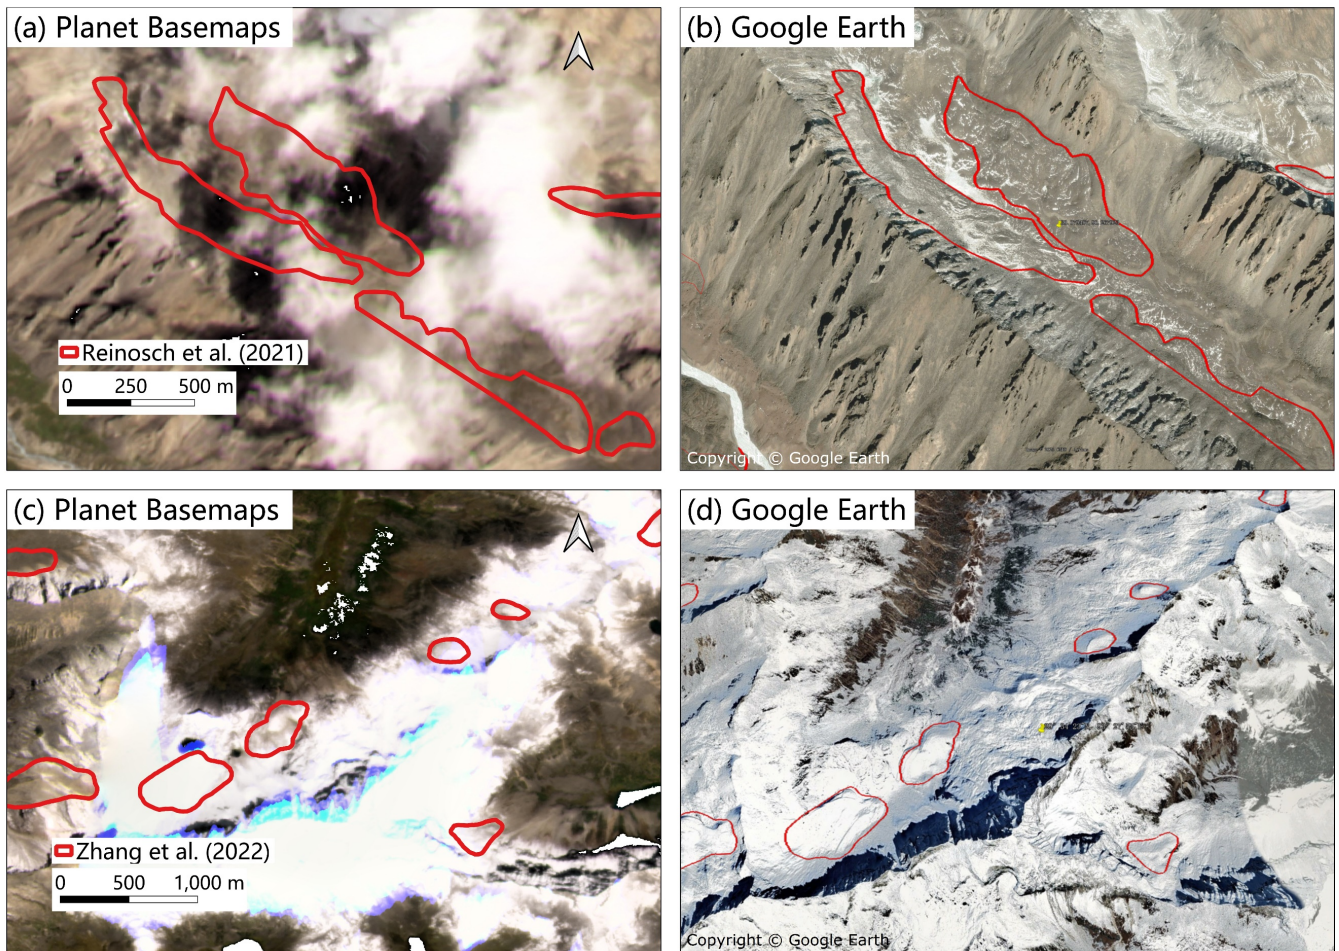 (a) Planet Basemaps
(b) Google Earth
Reinosch et al. (2021)
0 250 500 m
Copyright © Google Earth
(c) Planet Basemaps
(d) Google Earth
Zhang et al. (2022)
0 500 1,000 m
Copyright © Google Earth